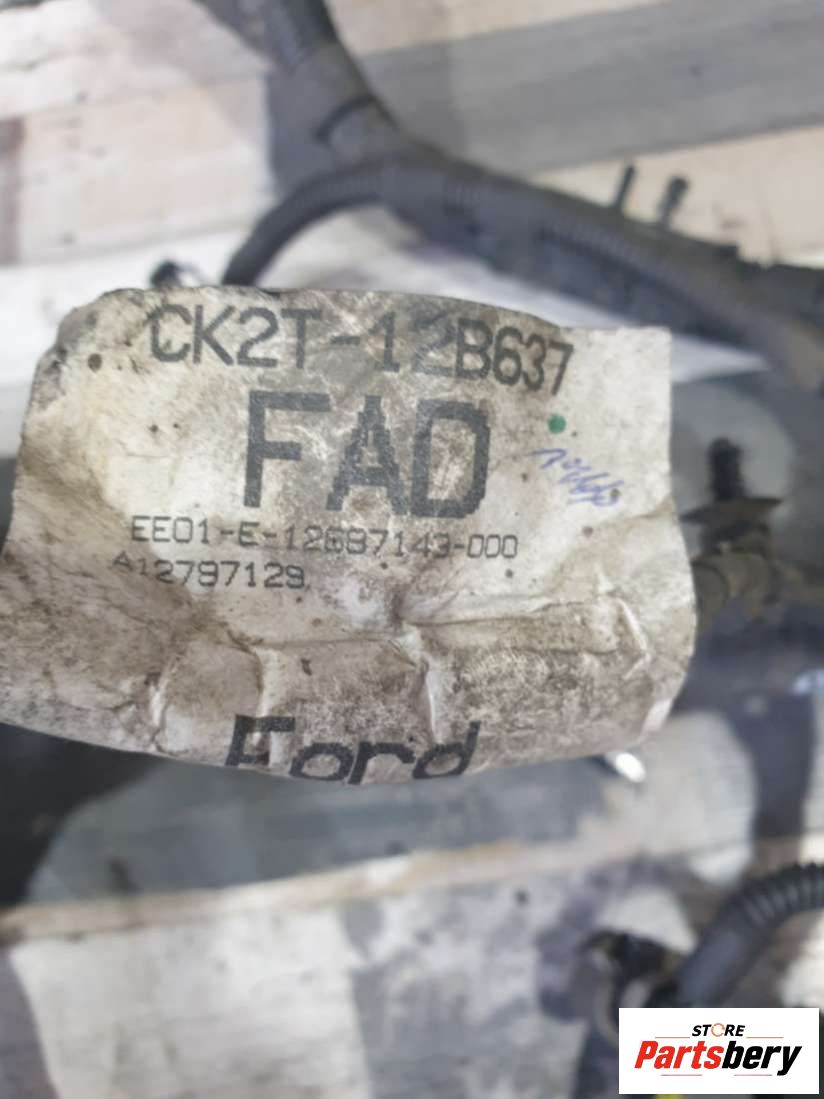 CK2T-12B637
FAD
EE01-E-12687143-000
A12797129
Ford
STORE
Partsbery